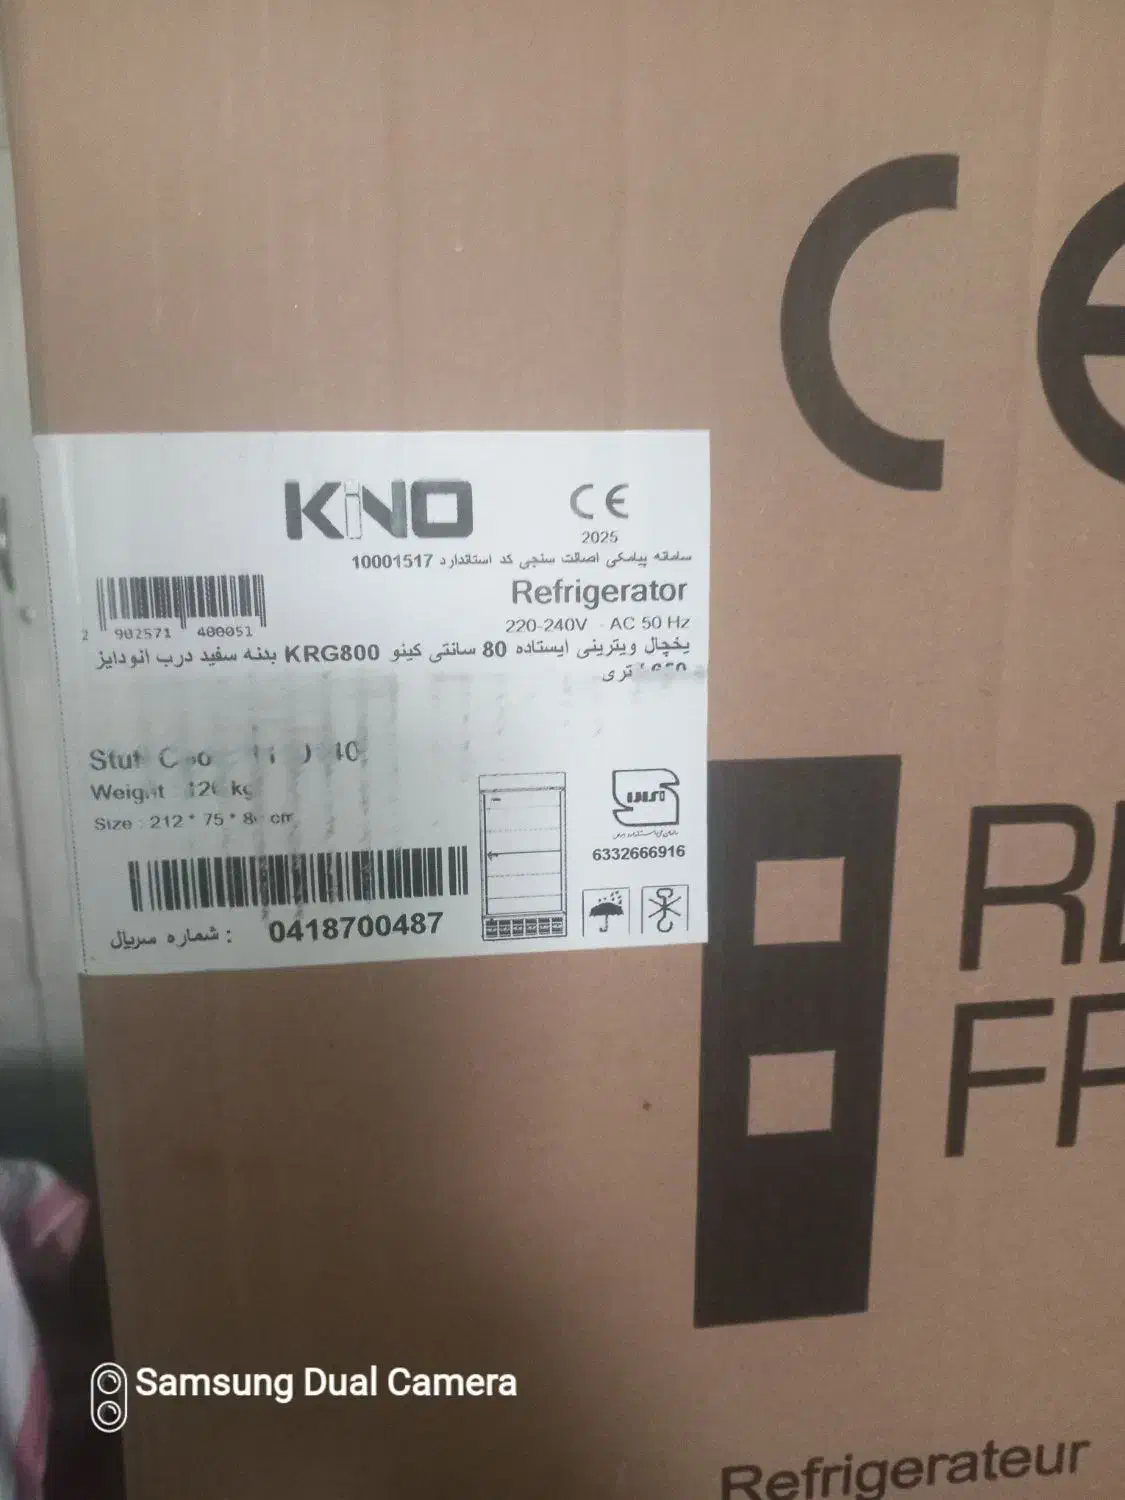 CE
KiNO
CE
2025
سامانه پیامکی اصالت سنجی کد استاندارد 10001517
Refrigerator
2 902571 400051
220-240V - AC 50 Hz
یخچال ویترینی ایستاده 80 سانتی کینو KRG800 بدنه سفید درب انودایز
Weight
Size : 212 * 75 * cm
6332666916
شماره سریال : 0418700487
Refrigerateur
Samsung Dual Camera